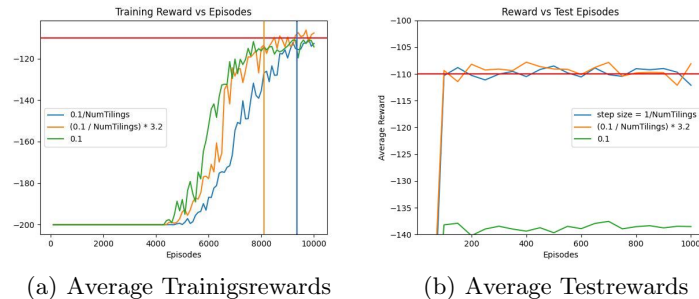 Training Reward vs Episodes
−120
−140
−160
−180
−200
0.1/NumTilings
(0.1 / NumTilings) * 3.2
0.1
0
2000
4000
6000
8000
10000
Episodes
(a) Average Trainigsrewards
Reward vs Test Episodes
Average Reward
−100
−105
−110
−115
−120
−125
−130
−135
−140
step size = 1/NumTilings
(0.1 / NumTilings) * 3.2
0.1
0
200
400
600
800
1000
Episodes
(b) Average Testrewards